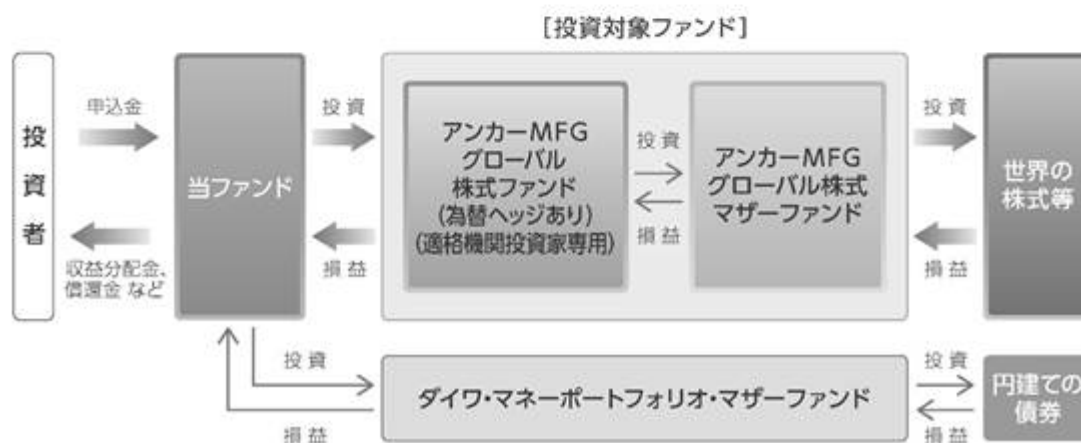 [投資対象ファンド]
投資者
申込金
収益分配金、
償還金 など
当ファンド
投資
損益
アンカーMFG
グローバル
株式ファンド
(為替ヘッジあり)
(適格機関投資家専用)
投資
損益
アンカーMFG
グローバル株式
マザーファンド
投資
損益
世界の
株式等
投資
損益
ダイワ・マネーポートフォリオ・マザーファンド
投資
損益
円建ての
債券